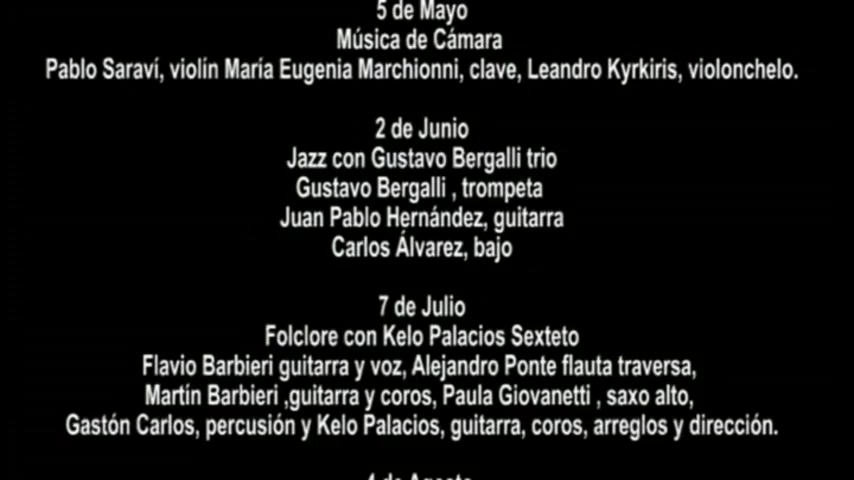 5 de Mayo
Música de Cámara
Pablo Saraví, violín María Eugenia Marchionni, clave, Leandro Kyrkiris, violonchelo.
2 de Junio
Jazz con Gustavo Bergalli trio
Gustavo Bergalli , trompeta
Juan Pablo Hernández, guitarra
Carlos Álvarez, bajo
7 de Julio
Folclore con Kelo Palacios Sexteto
Flavio Barbieri guitarra y voz, Alejandro Ponte flauta traversa,
Martín Barbieri ,guitarra y coros, Paula Giovanetti , saxo alto,
Gastón Carlos, percusión y Kelo Palacios, guitarra, coros, arreglos y dirección.
4 de Agosto